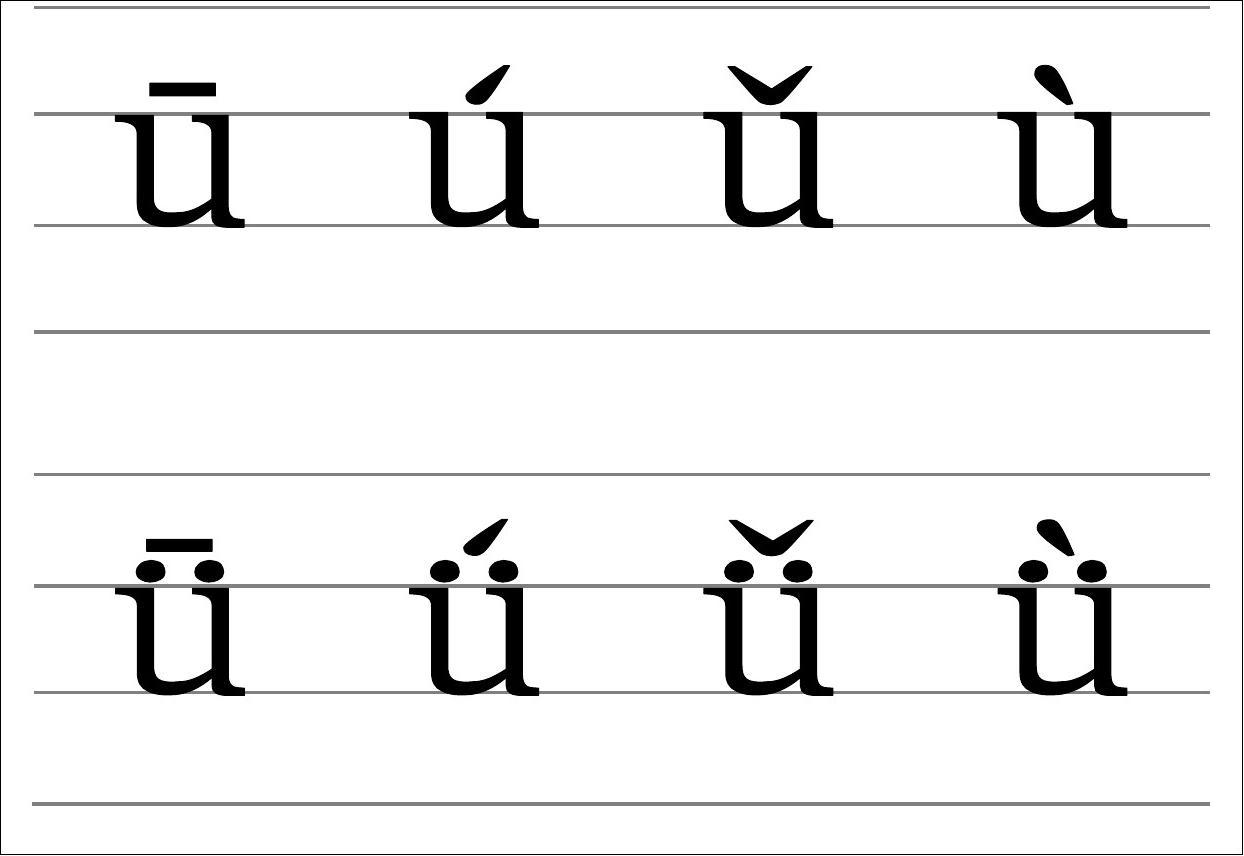 ū ú ǔ ù
ǖ ǘ ǚ ǜ